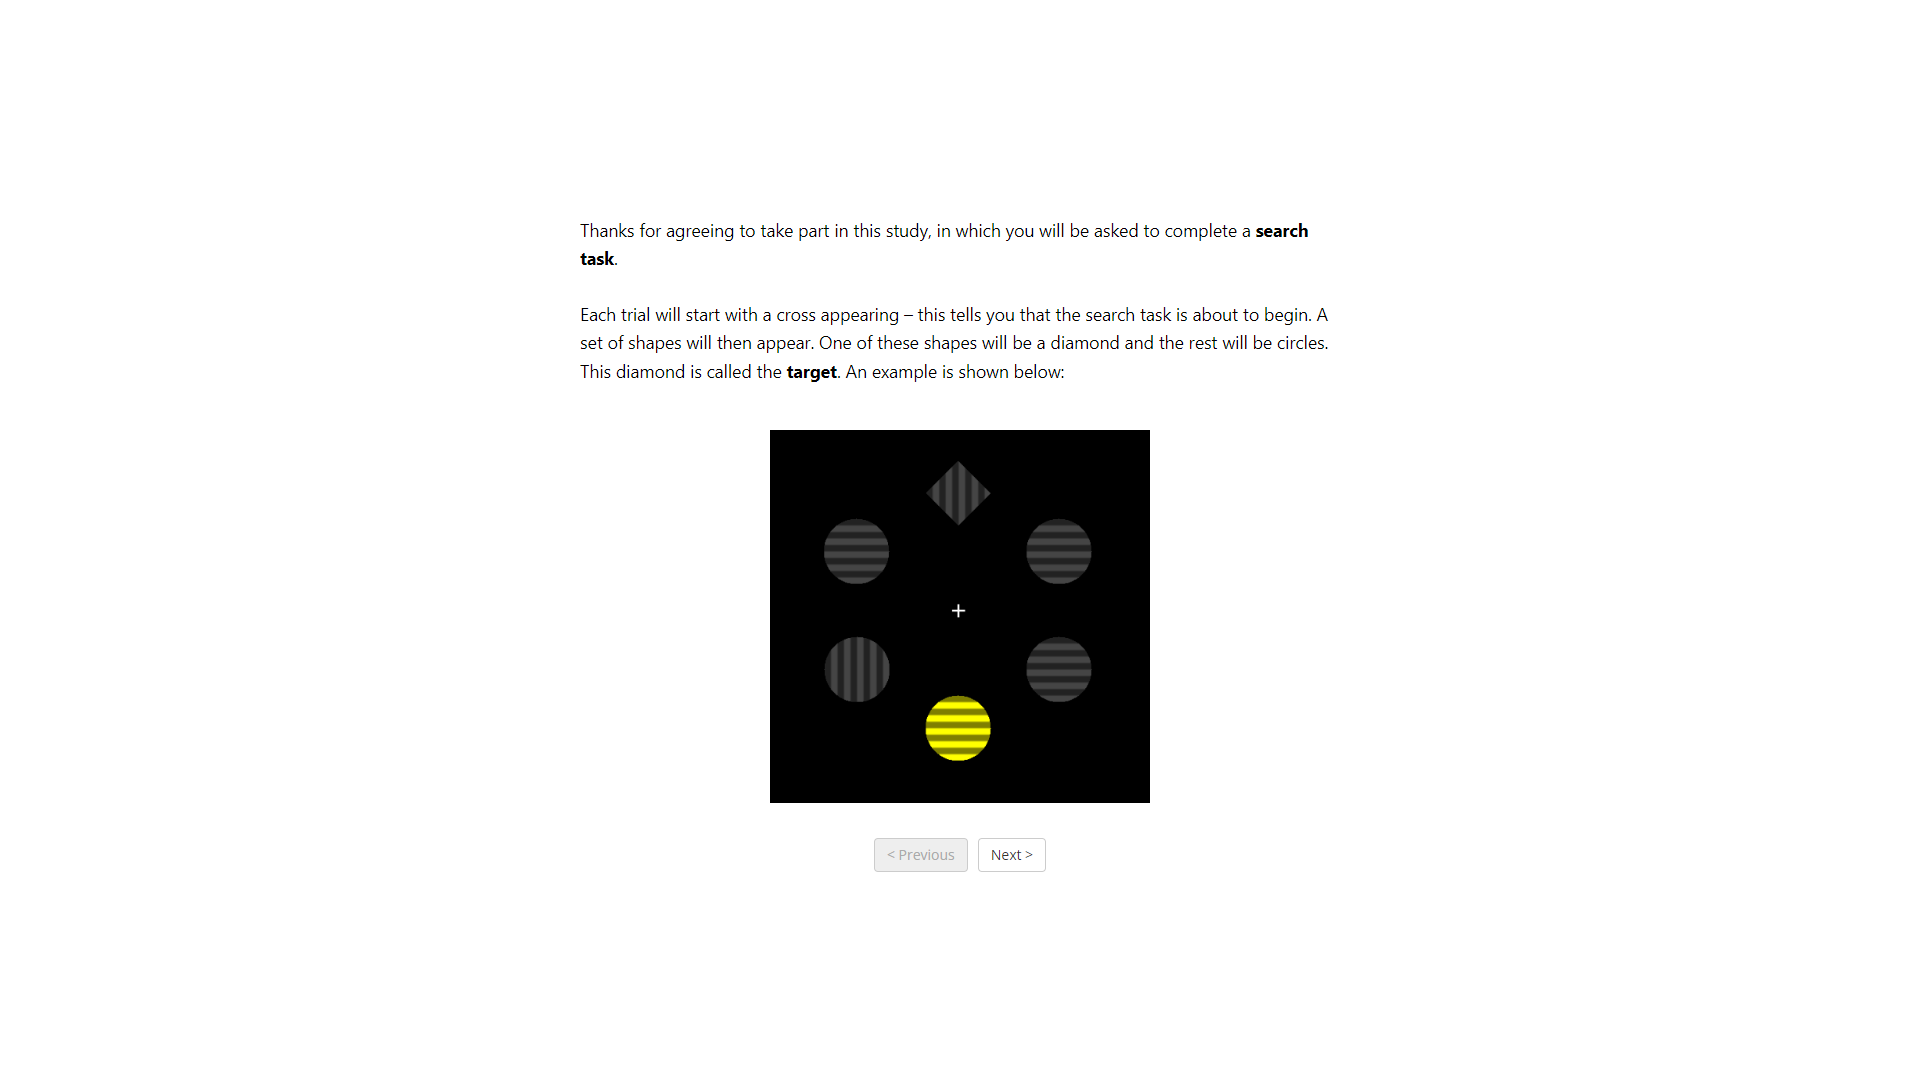 Thanks for agreeing to take part in this study, in which you will be asked to complete a search
task.
Each trial will start with a cross appearing – this tells you that the search task is about to begin. A
set of shapes will then appear. One of these shapes will be a diamond and the rest will be circles.
This diamond is called the target. An example is shown below:
< Previous
Next >